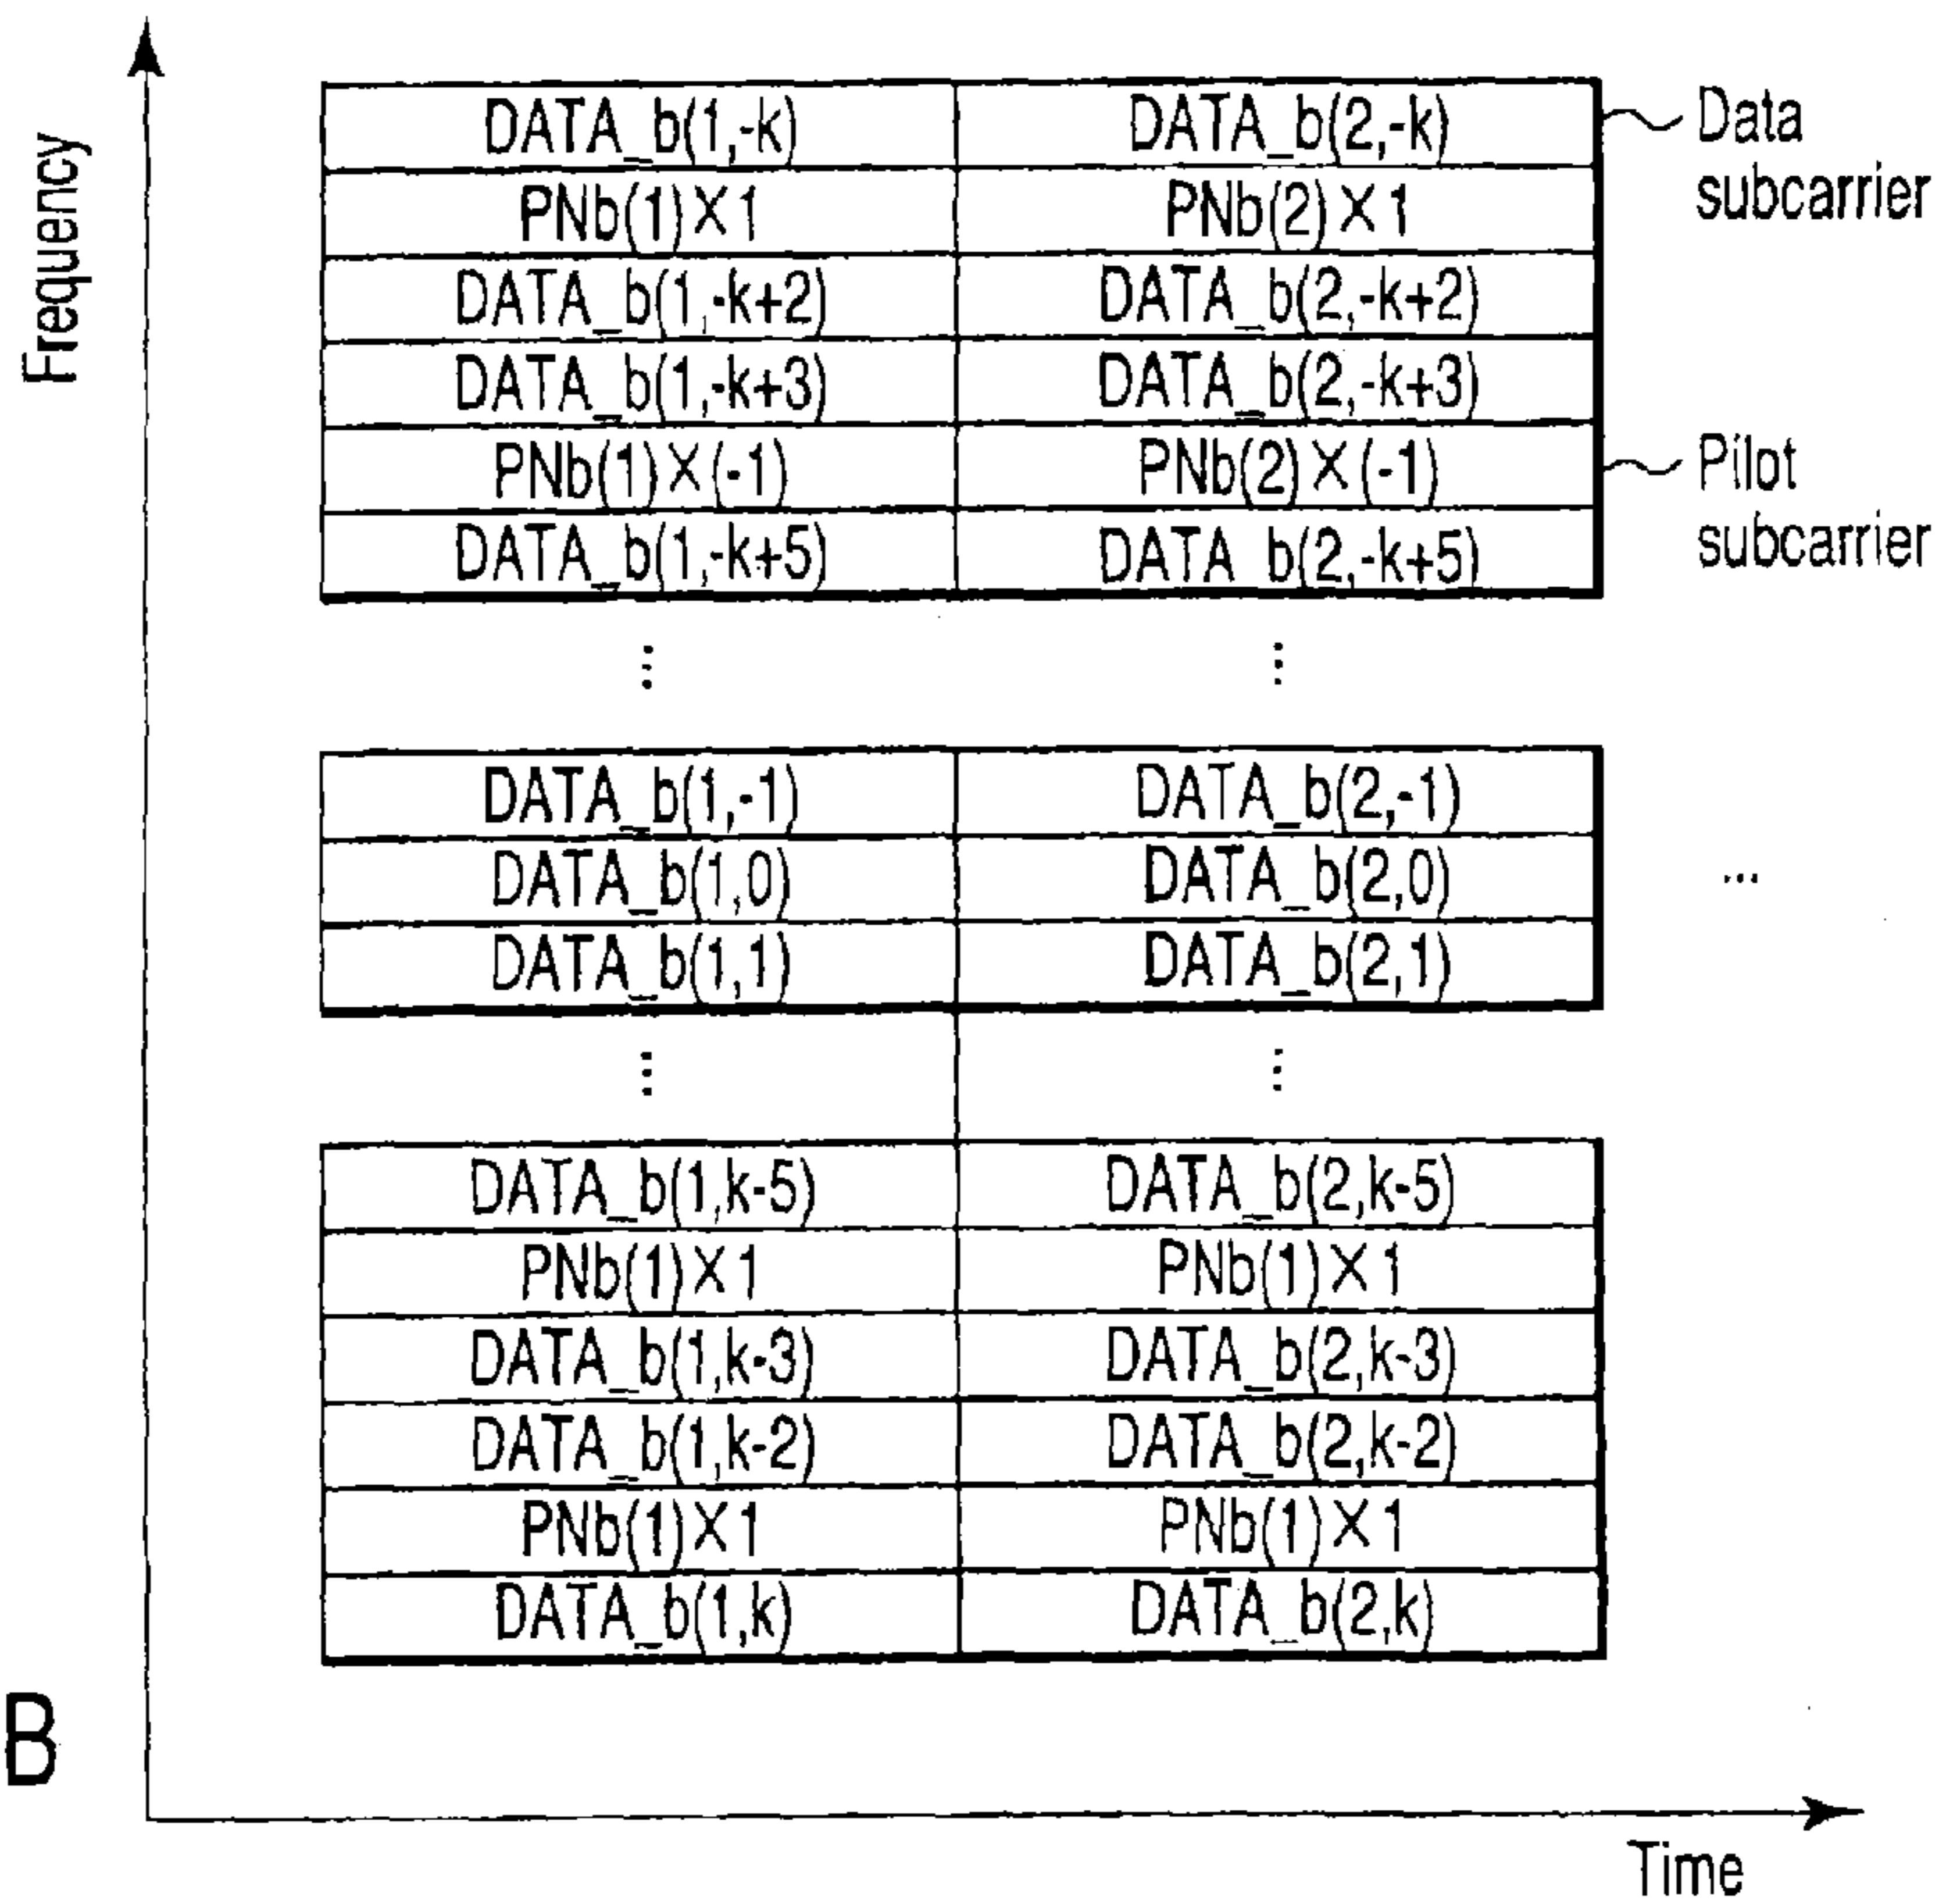 Frequency
DATA_b(1,-k) DATA_b(2,-k)
Data
subcarrier
PNb(1)X1 PNb(2)X1
DATA_b(1,-k+2) DATA_b(2,-k+2)
DATA_b(1,-k+3) DATA_b(2,-k+3)
PNb(1)X(-1) PNb(2)X(-1)
Pilot
subcarrier
DATA_b(1,-k+5) DATA_b(2,-k+5)
⋮ ⋮
DATA_b(1,-1) DATA_b(2,-1)
DATA_b(1,0) DATA_b(2,0) ...
DATA_b(1,1) DATA_b(2,1)
⋮ ⋮
DATA_b(1,k-5) DATA_b(2,k-5)
PNb(1)X1 PNb(1)X1
DATA_b(1,k-3) DATA_b(2,k-3)
DATA_b(1,k-2) DATA_b(2,k-2)
PNb(1)X1 PNb(1)X1
DATA_b(1,k) DATA_b(2,k)
B
Time